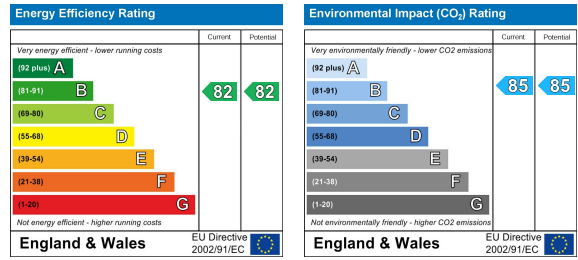 Energy Efficiency Rating
Current Potential
Very energy efficient - lower running costs
(92 plus) A
(81-91) B
82 82
(69-80) C
(55-68) D
(39-54) E
(21-38) F
(1-20) G
Not energy efficient - higher running costs
England & Wales
EU Directive
2002/91/EC
Environmental Impact (CO₂) Rating
Current Potential
Very environmentally friendly - lower CO2 emissions
(92 plus) A
(81-91) B
85 85
(69-80) C
(55-68) D
(39-54) E
(21-38) F
(1-20) G
Not environmentally friendly - higher CO2 emissions
England & Wales
EU Directive
2002/91/EC